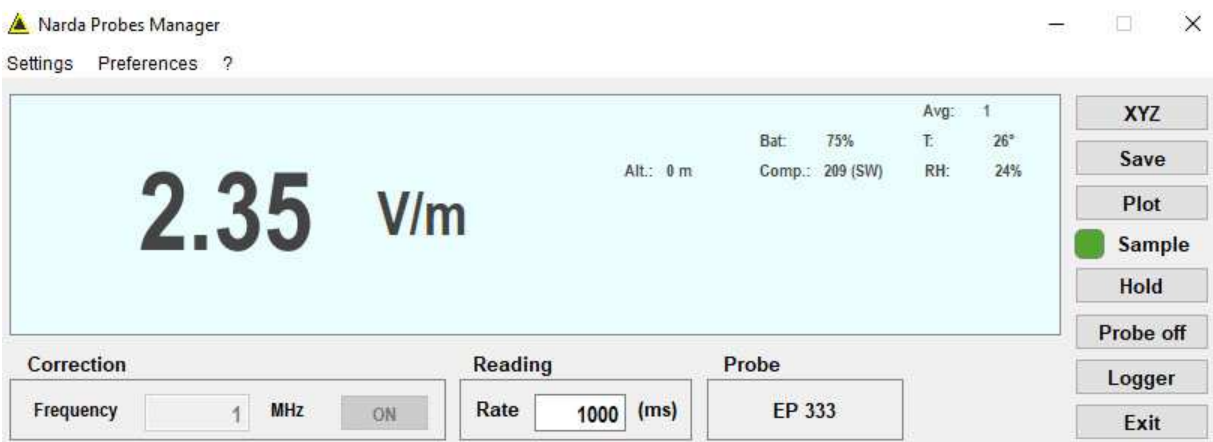 Narda Probes Manager
Settings Preferences ?
Avg: 1
Bat: 75% T: 26°
Alt.: 0 m Comp.: 209 (SW) RH: 24%
2.35 V/m
XYZ
Save
Plot
Sample
Hold
Probe off
Logger
Exit
Correction
Frequency 1 MHz ON
Reading
Rate 1000 (ms)
Probe
EP 333